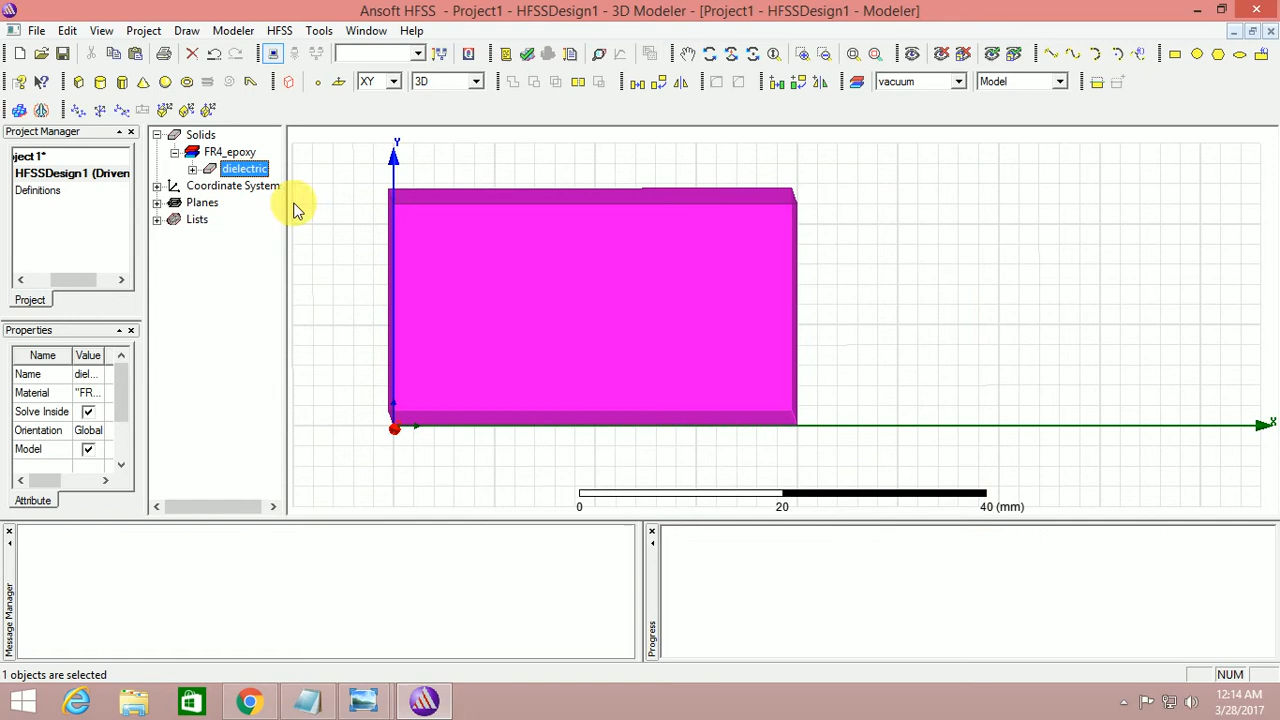 Ansoft HFSS - Project1 - HFSSDesign1 - 3D Modeler - [Project1 - HFSSDesign1 - Modeler]
File Edit View Project Draw Modeler HFSS Tools Window Help
XY 3D vacuum Model
Project Manager
ject 1*
HFSSDesign1 (Driven
Definitions
Project
Solids
FR4_epoxy
dielectric
Coordinate System
Planes
Lists
Properties
Name Value
Name diel...
Material "FR...
Solve Inside
Orientation Global
Model
Attribute
Y
X
0 20 40 (mm)
Message Manager
Progress
1 objects are selected
NUM
12:14 AM
3/28/2017